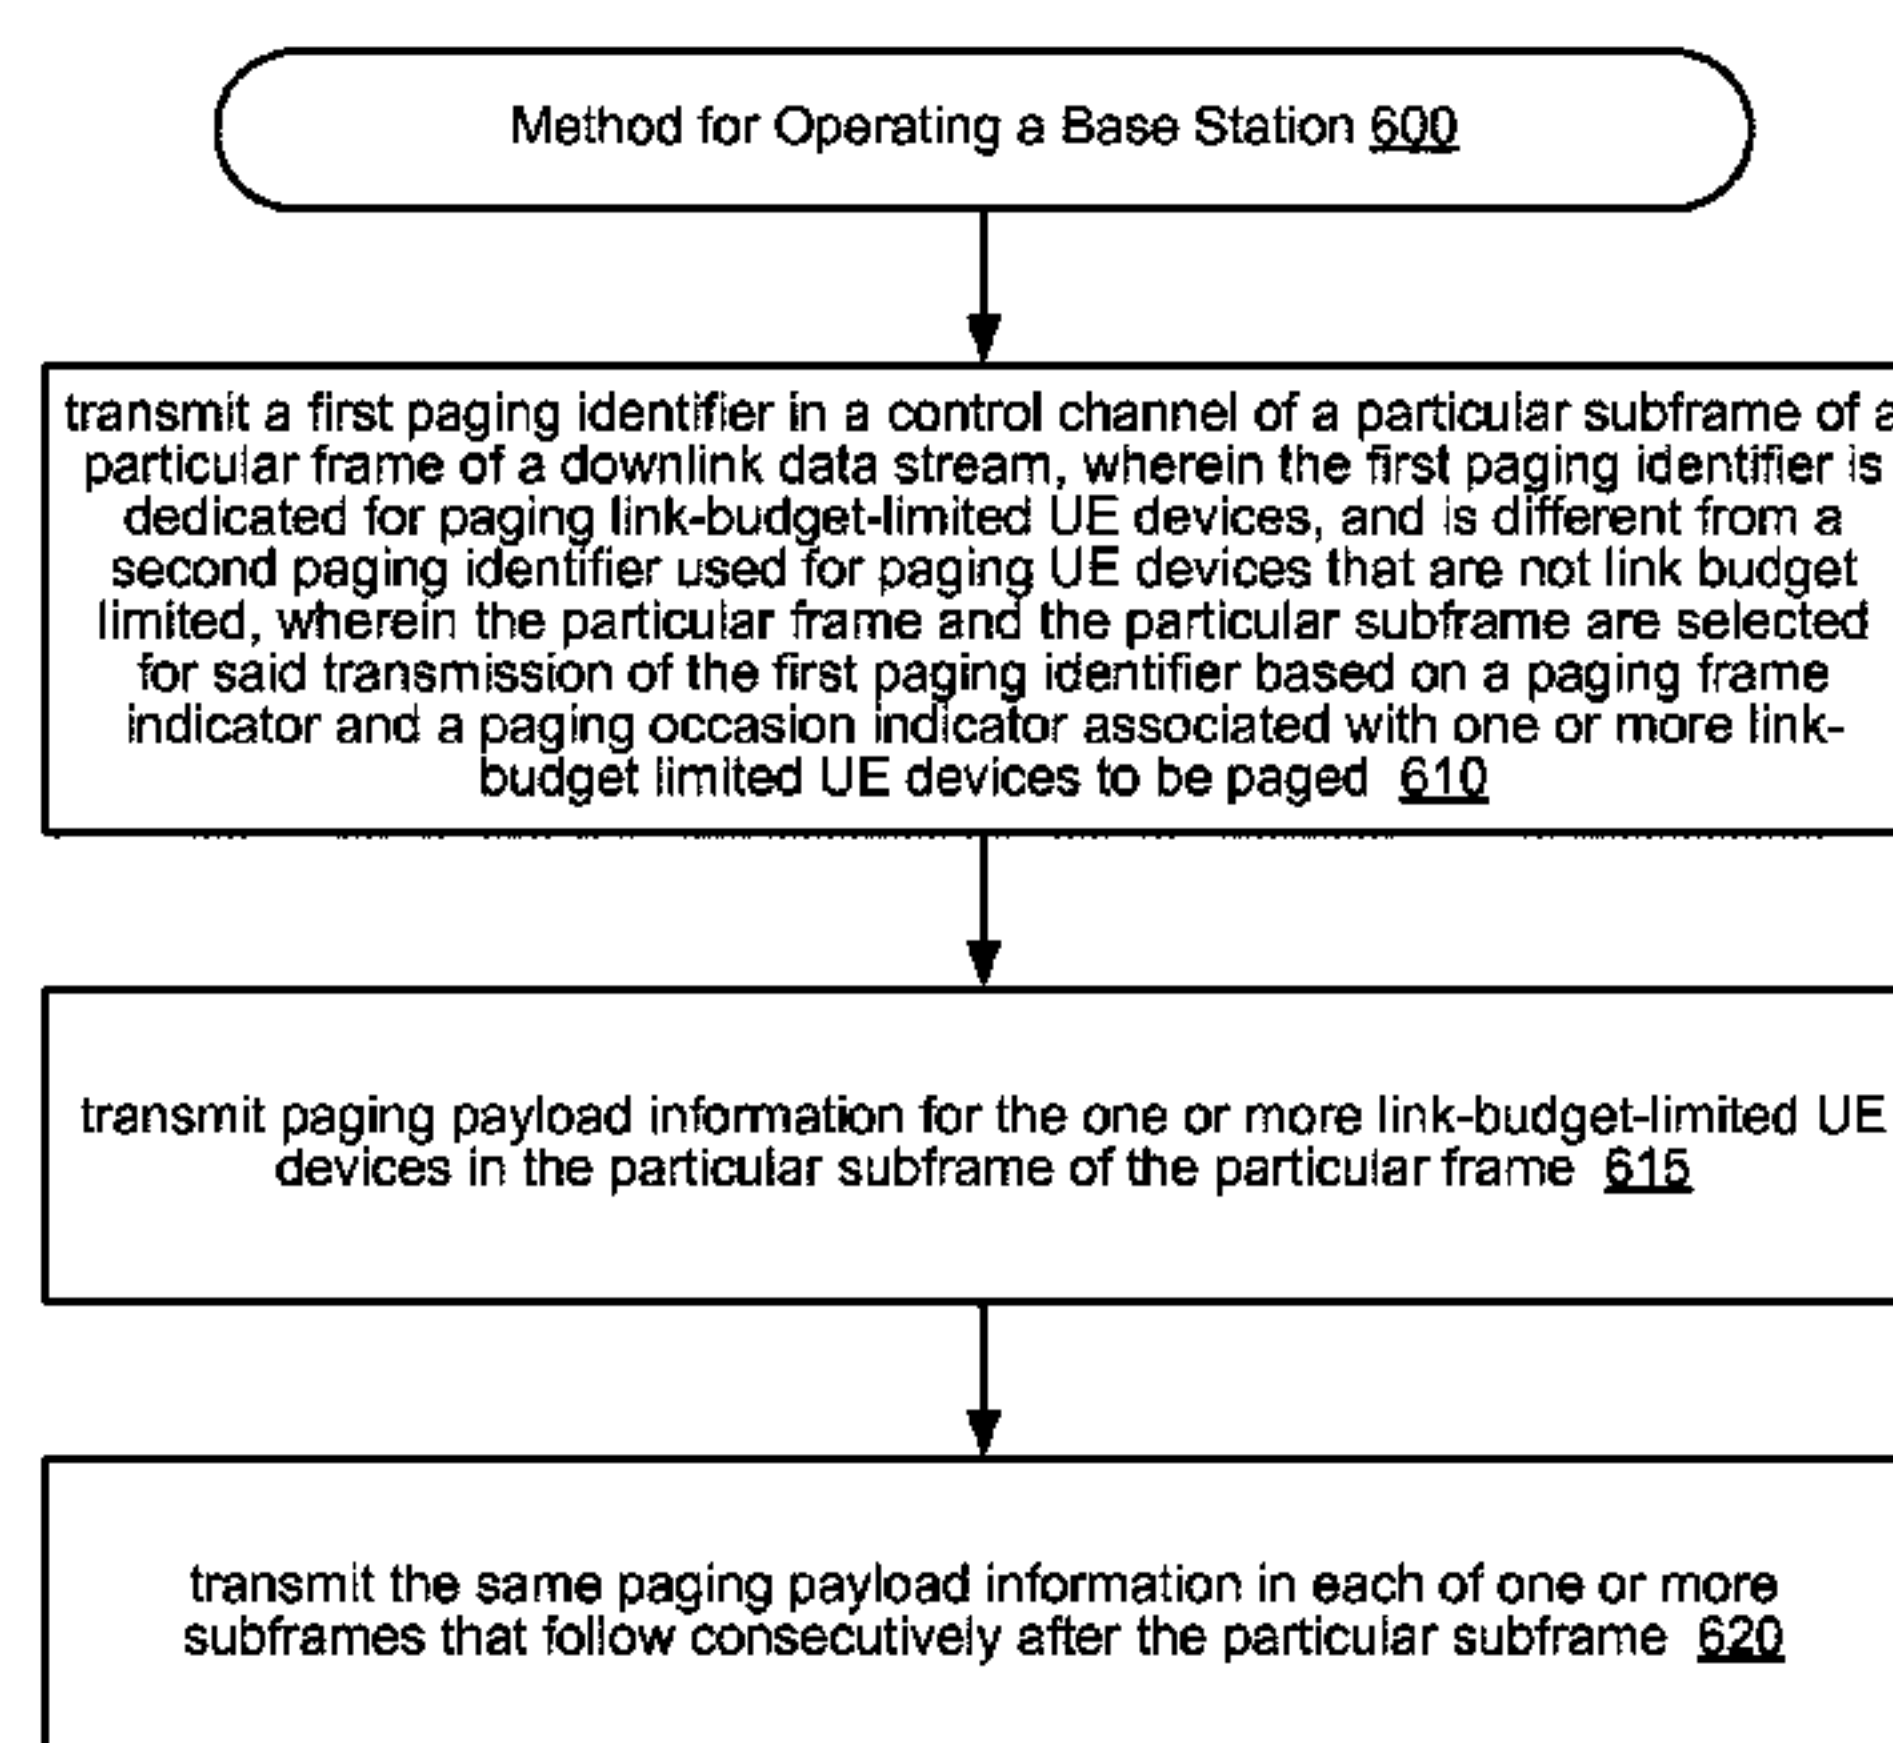 Method for Operating a Base Station 600
transmit a first paging identifier in a control channel of a particular subframe of a
particular frame of a downlink data stream, wherein the first paging identifier is
dedicated for paging link-budget-limited UE devices, and is different from a
second paging identifier used for paging UE devices that are not link budget
limited, wherein the particular frame and the particular subframe are selected
for said transmission of the first paging identifier based on a paging frame
indicator and a paging occasion indicator associated with one or more link-
budget limited UE devices to be paged 610
transmit paging payload information for the one or more link-budget-limited UE
devices in the particular subframe of the particular frame 615
transmit the same paging payload information in each of one or more
subframes that follow consecutively after the particular subframe 620